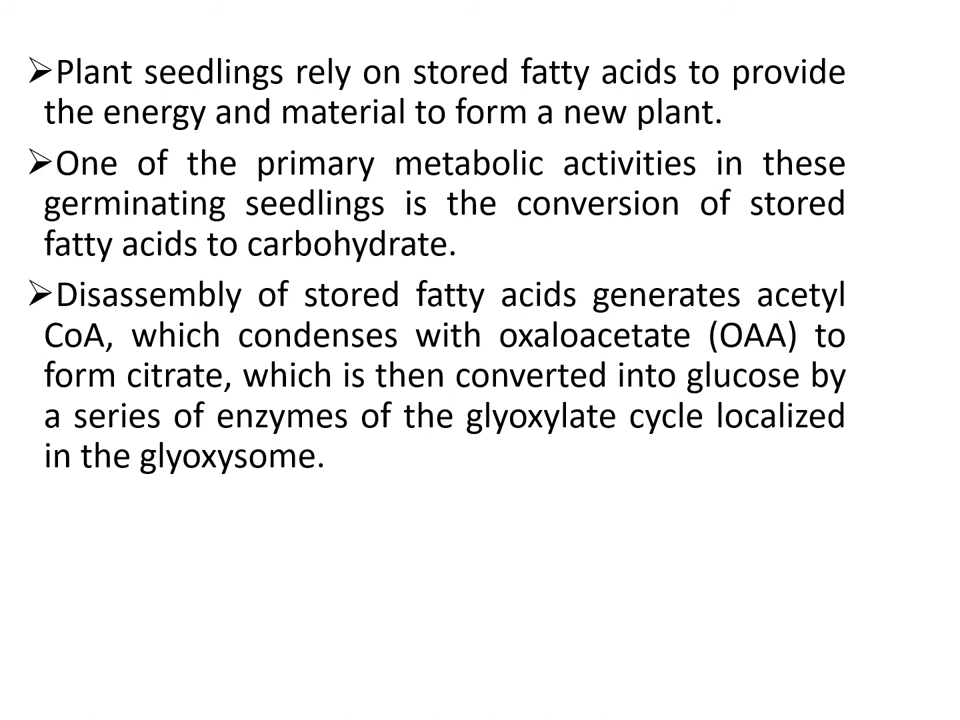 ➢Plant seedlings rely on stored fatty acids to provide
the energy and material to form a new plant.
➢One of the primary metabolic activities in these
germinating seedlings is the conversion of stored
fatty acids to carbohydrate.
➢Disassembly of stored fatty acids generates acetyl
CoA, which condenses with oxaloacetate (OAA) to
form citrate, which is then converted into glucose by
a series of enzymes of the glyoxylate cycle localized
in the glyoxysome.